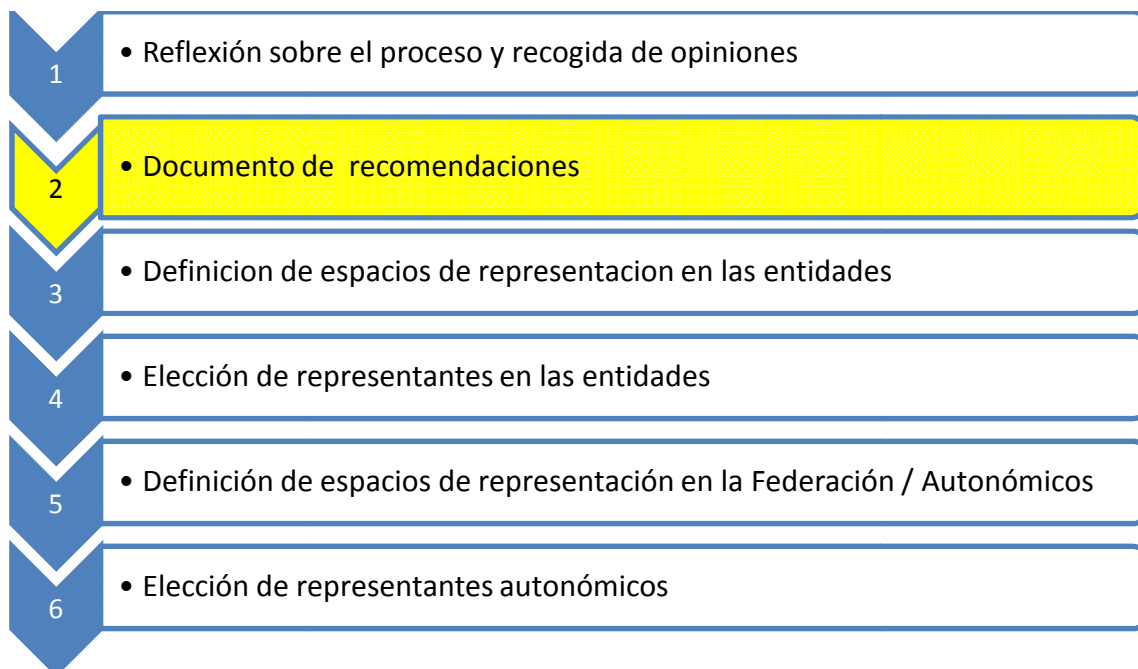 1
• Reflexión sobre el proceso y recogida de opiniones
2
• Documento de  recomendaciones
3
• Definicion de espacios de representacion en las entidades
4
• Elección de representantes en las entidades
5
• Definición de espacios de representación en la Federación / Autonómicos
6
• Elección de representantes autonómicos